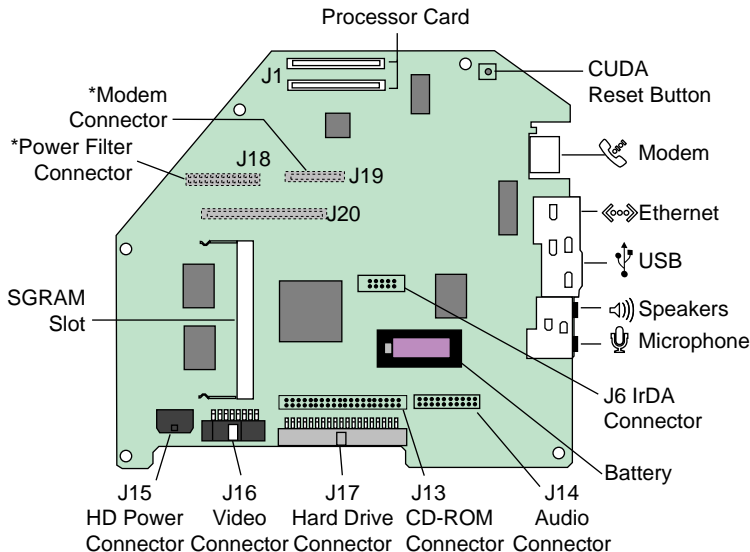 Processor Card
J1
CUDA
Reset Button
*Modem
Connector
*Power Filter
Connector
J18
J19
Modem
J20
Ethernet
USB
SGRAM
Slot
Speakers
Microphone
J6 IrDA
Connector
Battery
J15
HD Power
Connector
J16
Video
Connector
J17
Hard Drive
Connector
J13
CD-ROM
Connector
J14
Audio
Connector